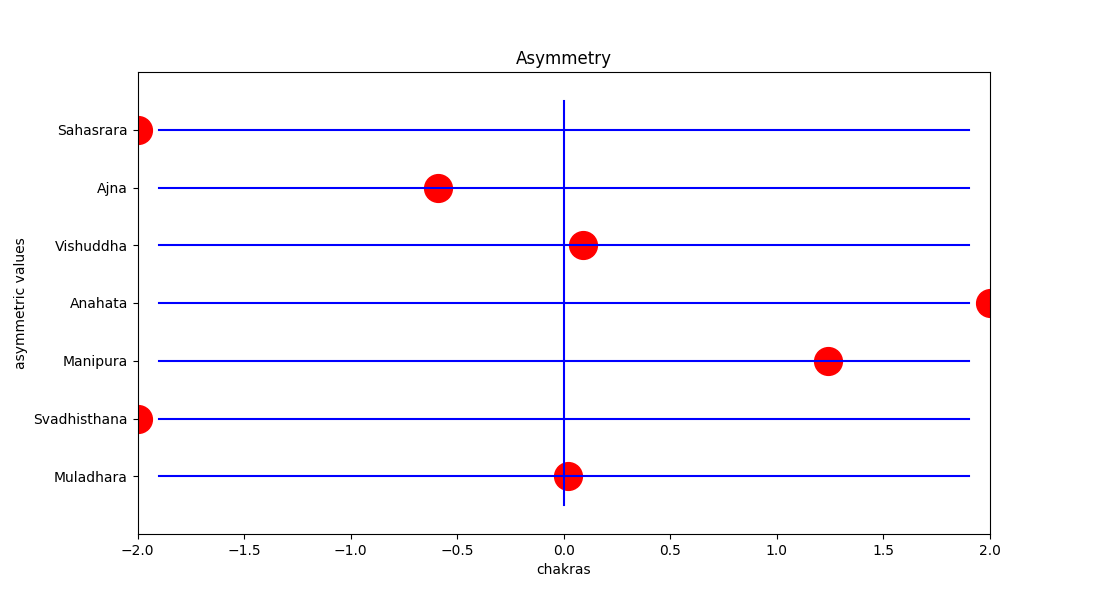 Asymmetry
Sahasrara
Ajna
Vishuddha
Anahata
Manipura
Svadhisthana
Muladhara
asymmetric values
−2.0 −1.5 −1.0 −0.5 0.0 0.5 1.0 1.5 2.0
chakras